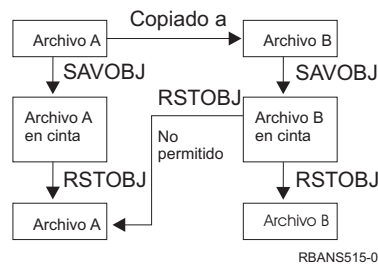 Copiado a
Archivo A
Archivo B
SAVOBJ
SAVOBJ
RSTOBJ
Archivo A
en cinta
No
permitido
Archivo B
en cinta
RSTOBJ
RSTOBJ
Archivo A
Archivo B
RBANS515-0